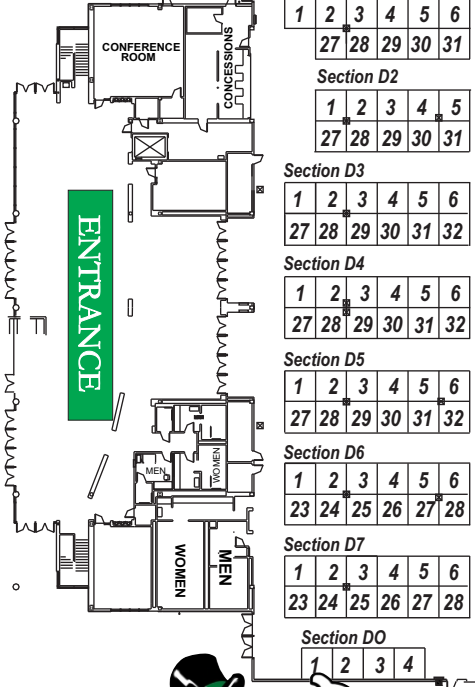 1 2 3 4 5 6
27 28 29 30 31
Section D2
1 2 3 4 5
27 28 29 30 31
Section D3
1 2 3 4 5 6
27 28 29 30 31 32
Section D4
1 2 3 4 5 6
27 28 29 30 31 32
Section D5
1 2 3 4 5 6
27 28 29 30 31 32
Section D6
1 2 3 4 5 6
23 24 25 26 27 28
Section D7
1 2 3 4 5 6
23 24 25 26 27 28
Section DO
1 2 3 4
CONFERENCE
ROOM
CONCESSIONS
ENTRANCE
MEN
WOMEN
WOMEN
MEN